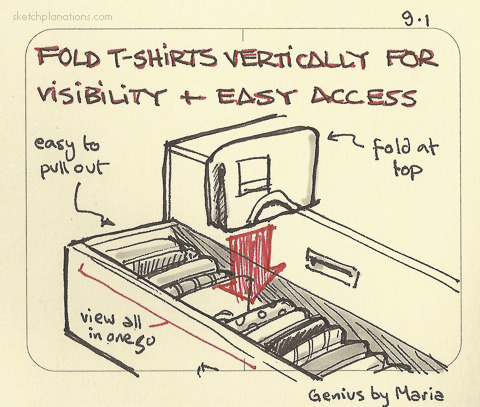 sketchplanations.com
9.1
FOLD T-SHIRTS VERTICALLY FOR
VISIBILITY + EASY ACCESS
easy to
pull out
fold at
top
view all
in one go
Genius by Maria